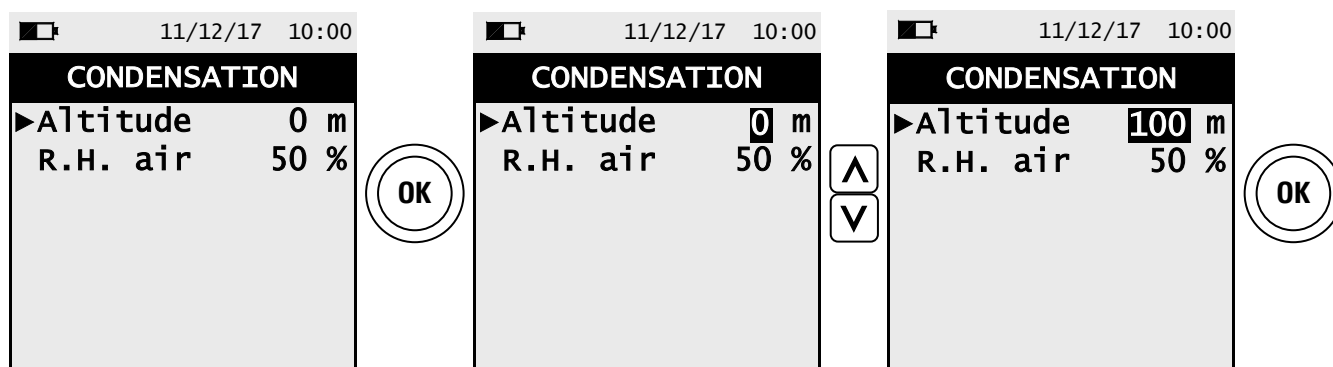 11/12/17 10:00
CONDENSATION
►Altitude 0 m
R.H. air 50 %
OK
11/12/17 10:00
CONDENSATION
►Altitude 0 m
R.H. air 50 %
11/12/17 10:00
CONDENSATION
►Altitude 100 m
R.H. air 50 %
OK